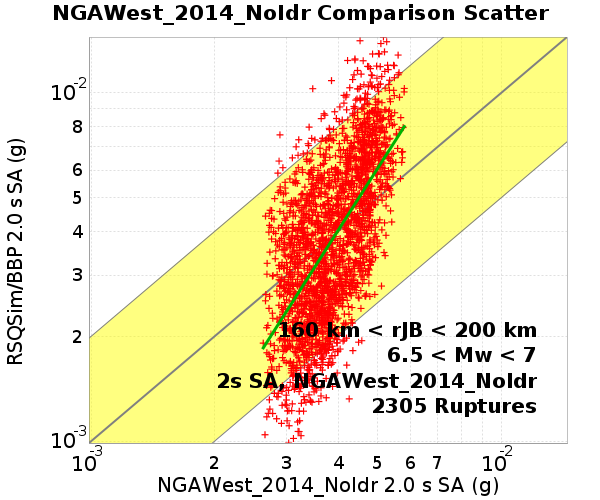 NGAWest_2014_NoIdr Comparison Scatter
RSQSim/BBP 2.0 s SA (g)
10-2
8
6
5
4
3
2
10-3
160 km < rJB < 200 km
6.5 < Mw < 7
2s SA, NGAWest_2014_NoIdr
2305 Ruptures
10-3 2 3 4 5 6 7 10-2
NGAWest_2014_NoIdr 2.0 s SA (g)